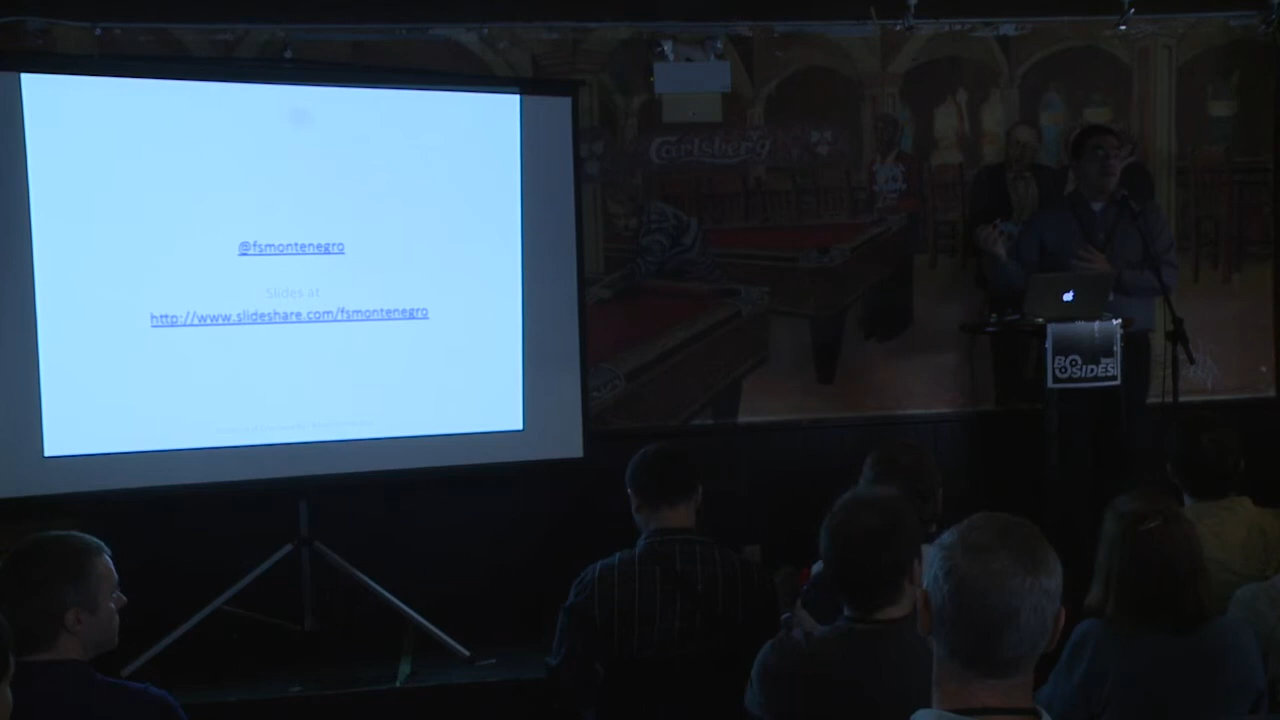 @fsmontenegro
Slides at
http://www.slideshare.com/fsmontenegro
Carlsberg
BSIDES